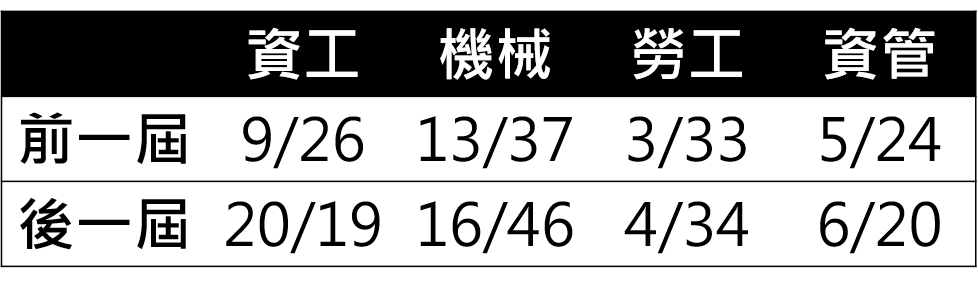 資工 機械 勞工 資管
前一屆 9/26 13/37 3/33 5/24
後一屆 20/19 16/46 4/34 6/20